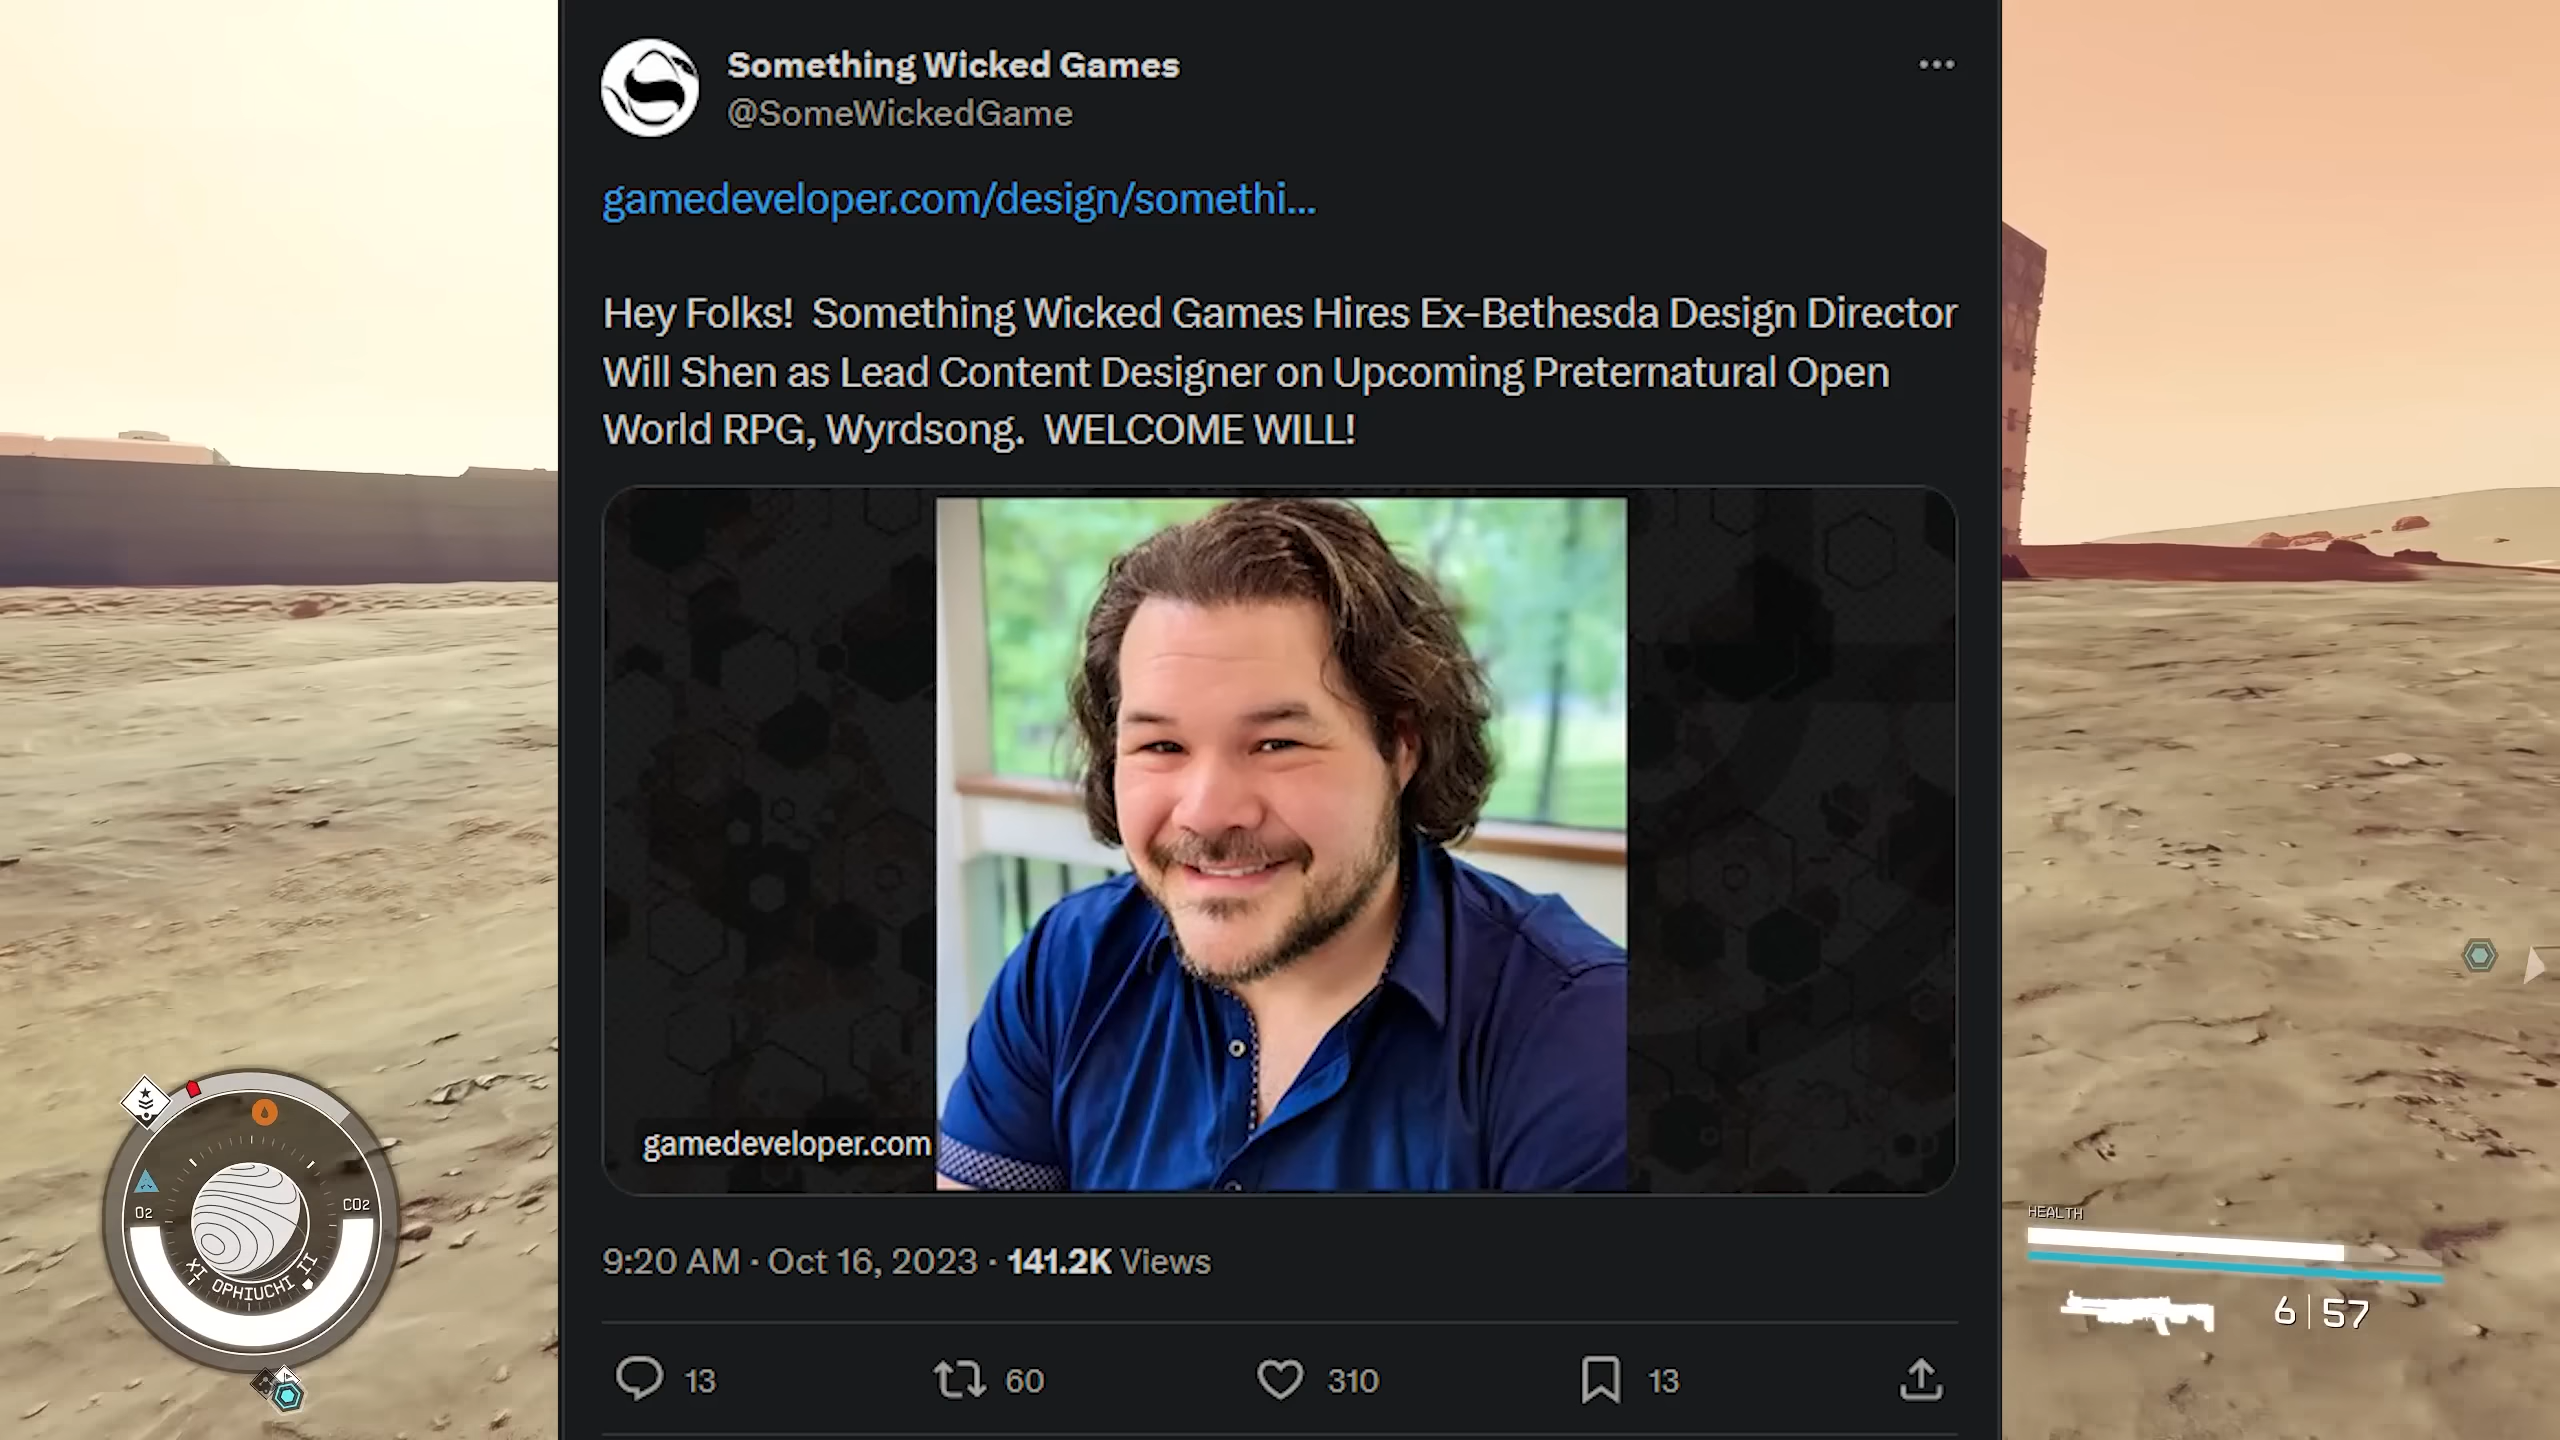 Something Wicked Games
@SomeWickedGame
gamedeveloper.com/design/somethi...
Hey Folks!  Something Wicked Games Hires Ex-Bethesda Design Director
Will Shen as Lead Content Designer on Upcoming Preternatural Open
World RPG, Wyrdsong.  WELCOME WILL!
gamedeveloper.com
9:20 AM · Oct 16, 2023 · 141.2K Views
13 60 310 13
O2
CO2
XI OPHIUCHI II
HEALTH
6 | 57